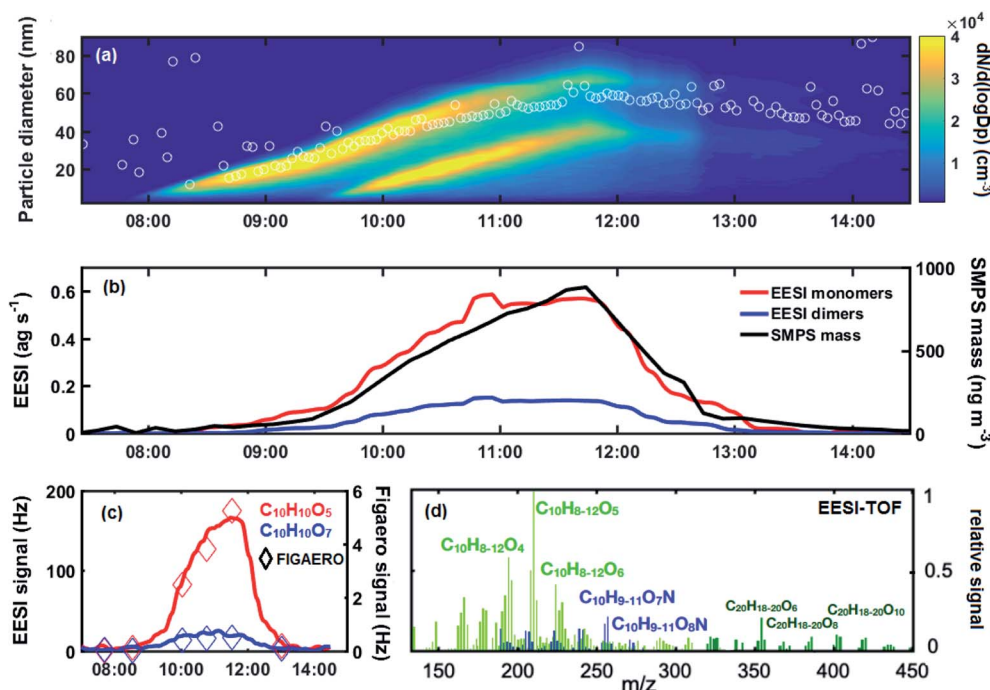 (a)
Particle diameter (nm)
80
60
40
20
08:00 09:00 10:00 11:00 12:00 13:00 14:00
×10⁴
4
3
2
1
dN/d(logDp) (cm⁻³)
(b)
EESI (ag s⁻¹)
0.6
0.4
0.2
0
EESI monomers
EESI dimers
SMPS mass
1000
500
0
SMPS mass (ng m⁻³)
08:00 09:00 10:00 11:00 12:00 13:00 14:00
(c)
EESI signal (Hz)
200
100
0
C₁₀H₁₀O₅
C₁₀H₁₀O₇
FIGAERO
6
4
2
0
Figaero signal (Hz)
08:00 10:00 12:00 14:00
(d)
EESI-TOF
C₁₀H₈₋₁₂O₅
C₁₀H₈₋₁₂O₄
C₁₀H₈₋₁₂O₆
C₁₀H₉₋₁₁O₇N
C₁₀H₉₋₁₁O₈N
C₂₀H₁₈₋₂₀O₆
C₂₀H₁₈₋₂₀O₈
C₂₀H₁₈₋₂₀O₁₀
1
0.5
0
relative signal
150 200 250 300 350 400 450
m/z